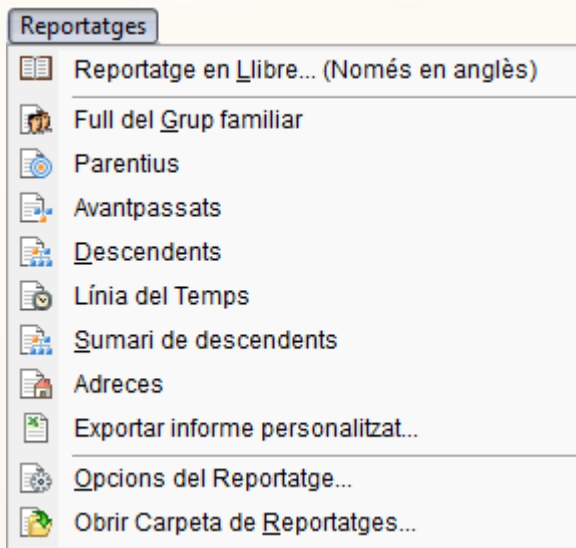 Reportatges
Reportatge en Llibre... (Només en anglès)
Full del Grup familiar
Parentius
Avantpassats
Descendents
Línia del Temps
Sumari de descendents
Adreces
Exportar informe personalitzat...
Opcions del Reportatge...
Obrir Carpeta de Reportatges...